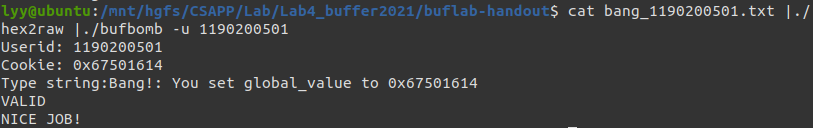 lyy@ubuntu:/mnt/hgfs/CSAPP/Lab/Lab4_buffer2021/buflab-handout$ cat bang_1190200501.txt |./
hex2raw |./bufbomb -u 1190200501
Userid: 1190200501
Cookie: 0x67501614
Type string:Bang!: You set global_value to 0x67501614
VALID
NICE JOB!